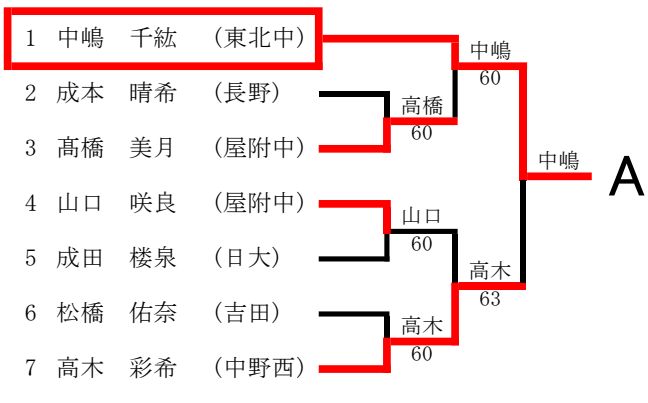 1 中嶋 千紘 （東北中）
2 成本 晴希 （長野）
3 髙橋 美月 （屋附中）
4 山口 咲良 （屋附中）
5 成田 楼泉 （日大）
6 松橋 佑奈 （吉田）
7 高木 彩希 （中野西）
高橋
60
山口
60
高木
60
中嶋
60
高木
63
中嶋
A